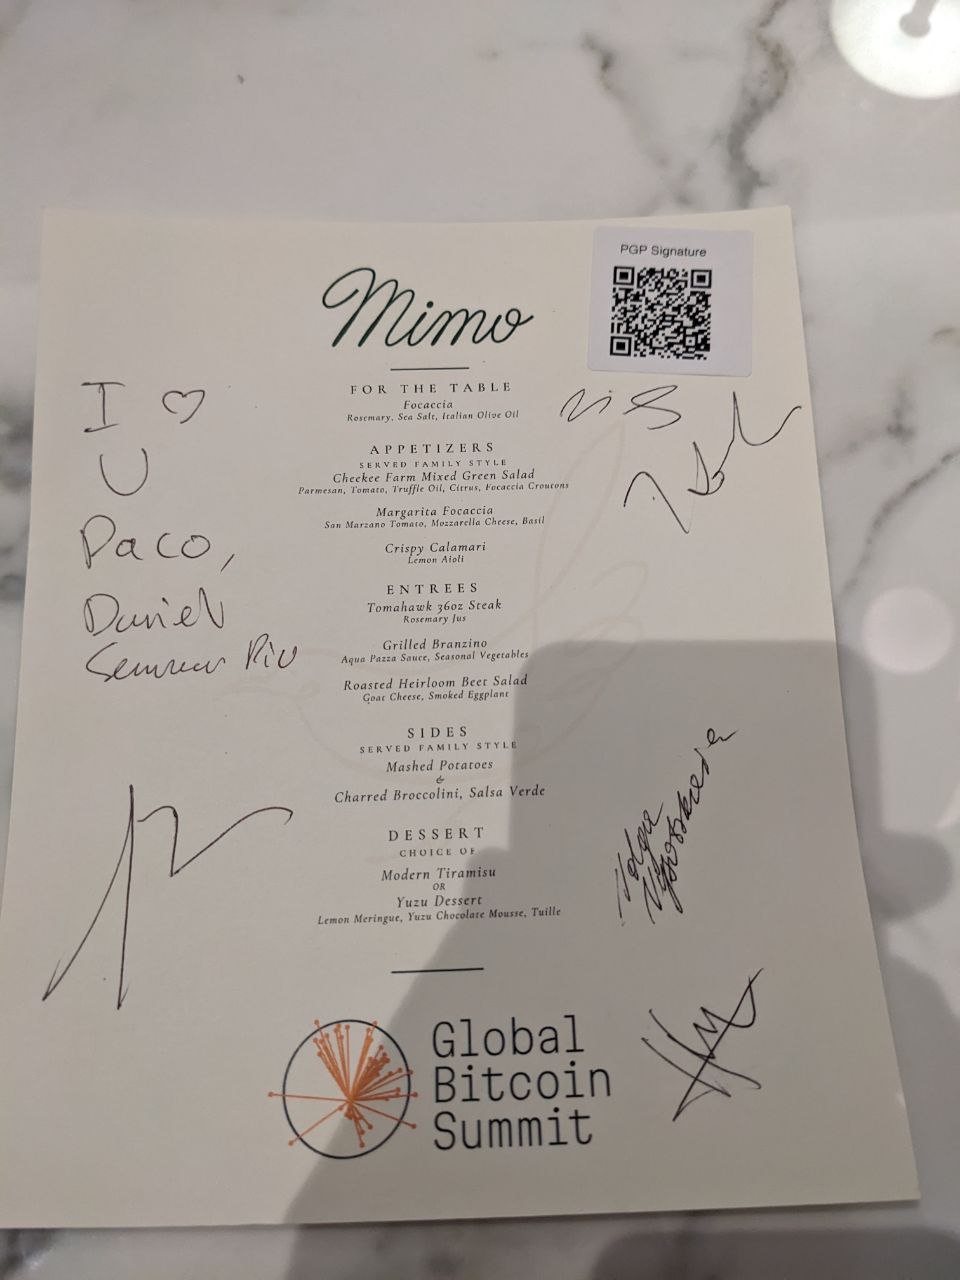 PGP Signature
Mimo
FOR THE TABLE
Focaccia
Rosemary, Sea Salt, Italian Olive Oil
APPETIZERS
SERVED FAMILY STYLE
Cheekee Farm Mixed Green Salad
Parmesan, Tomato, Truffle Oil, Citrus, Focaccia Croutons
Margarita Focaccia
San Marzano Tomato, Mozzarella Cheese, Basil
Crispy Calamari
Lemon Aioli
ENTREES
Tomahawk 36oz Steak
Rosemary Jus
Grilled Branzino
Aqua Pazza Sauce, Seasonal Vegetables
Roasted Heirloom Beet Salad
Goat Cheese, Smoked Eggplant
SIDES
SERVED FAMILY STYLE
Mashed Potatoes
&
Charred Broccolini, Salsa Verde
DESSERT
CHOICE OF
Modern Tiramisu
OR
Yuzu Dessert
Lemon Meringue, Yuzu Chocolate Mousse, Tuille
Global
Bitcoin
Summit
I ♡
U
Paco,
Daniel